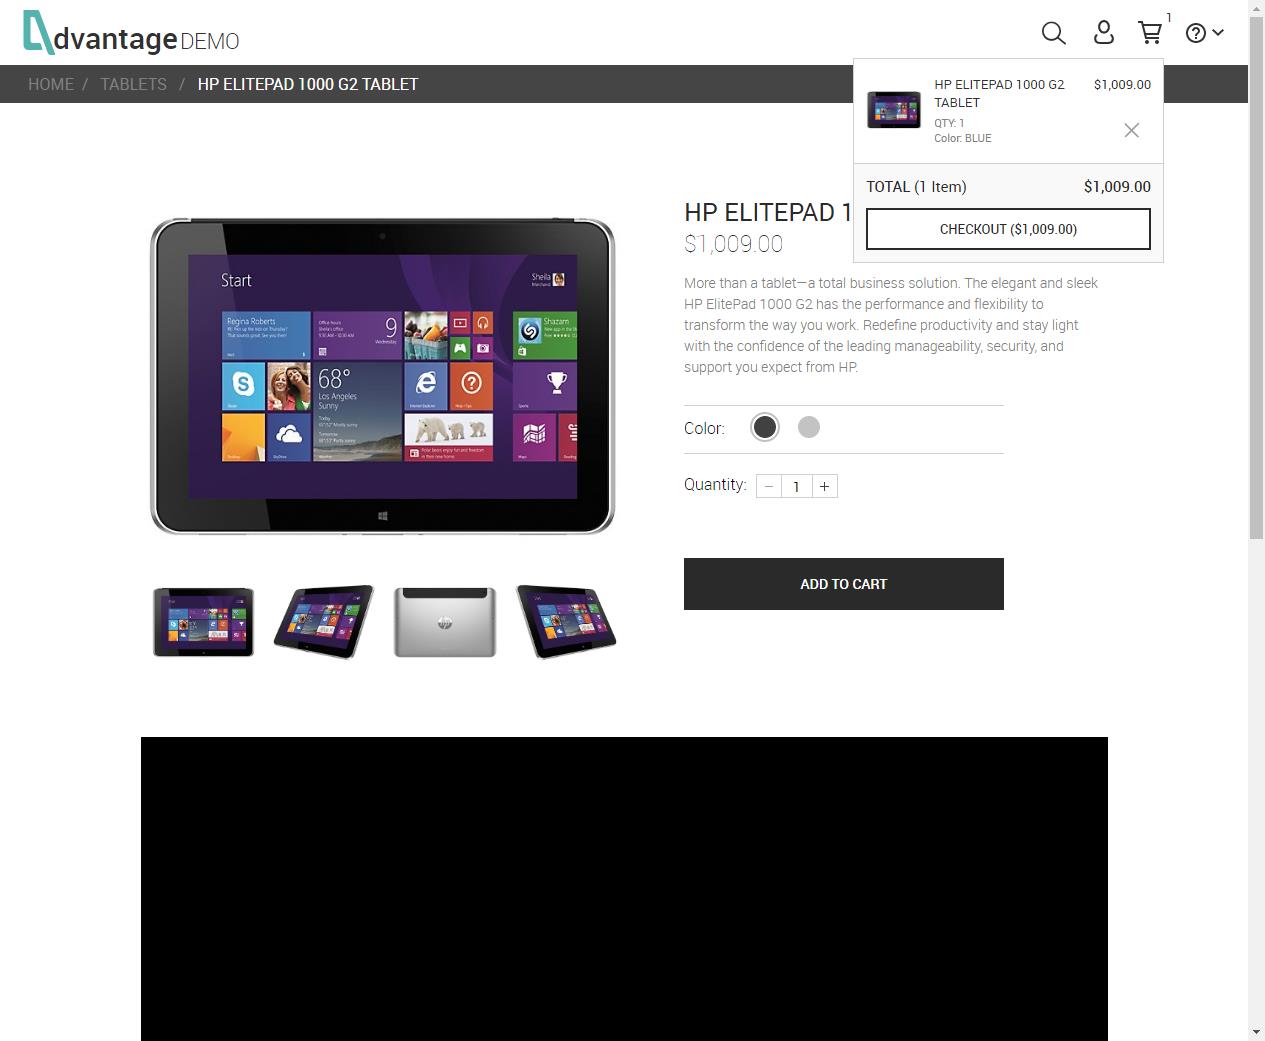 dvantage DEMO
1
HOME / TABLETS / HP ELITEPAD 1000 G2 TABLET
HP ELITEPAD 1000 G2 $1,009.00
TABLET
QTY: 1
Color: BLUE
TOTAL (1 Item) $1,009.00
CHECKOUT ($1,009.00)
HP ELITEPAD 1
$1,009.00
More than a tablet—a total business solution. The elegant and sleek
HP ElitePad 1000 G2 has the performance and flexibility to
transform the way you work. Redefine productivity and stay light
with the confidence of the leading manageability, security, and
support you expect from HP.
Color:
Quantity: − 1 +
ADD TO CART
Start
Sheila
Regina Roberts
9
Wednesday
Shazam
68°
Los Angeles
Sunny
Today
Tomorrow